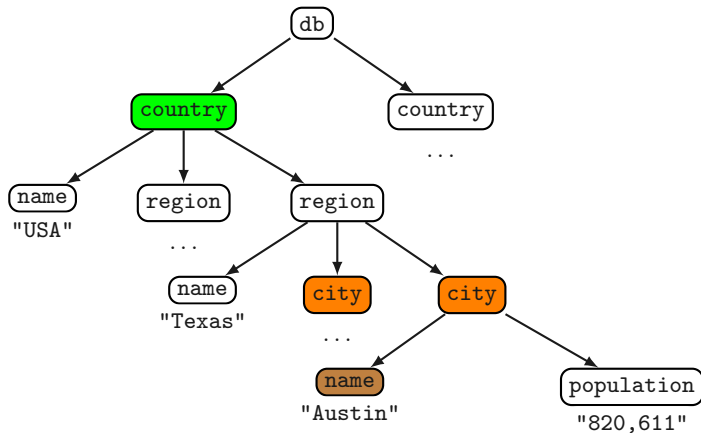 db
country
country
...
name
region
region
"USA"
...
name
city
city
"Texas"
...
name
population
"Austin"
"820,611"